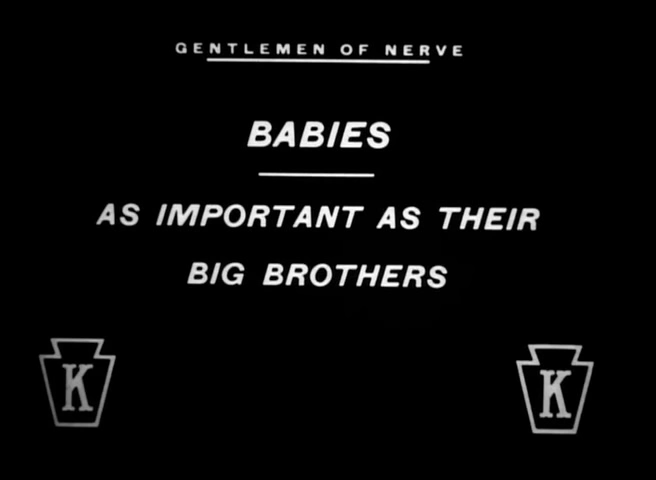 GENTLEMEN OF NERVE
BABIES
AS IMPORTANT AS THEIR
BIG BROTHERS
K K